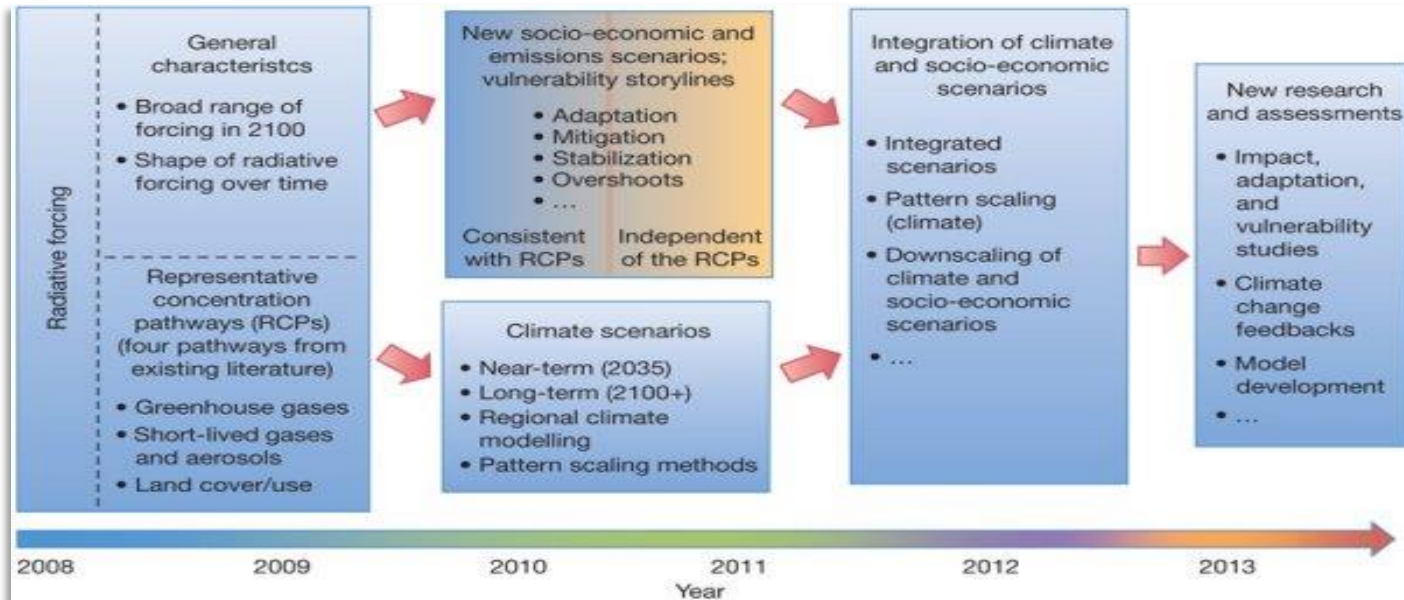 Radiative forcing
General
characteristcs
• Broad range of
forcing in 2100
• Shape of radiative
forcing over time
Representative
concentration
pathways (RCPs)
(four pathways from
existing literature)
• Greenhouse gases
• Short-lived gases
and aerosols
• Land cover/use
New socio-economic and
emissions scenarios;
vulnerability storylines
• Adaptation
• Mitigation
• Stabilization
• Overshoots
• ...
Consistent
with RCPs
Independent
of the RCPs
Climate scenarios
• Near-term (2035)
• Long-term (2100+)
• Regional climate
modelling
• Pattern scaling methods
Integration of climate
and socio-economic
scenarios
• Integrated
scenarios
• Pattern scaling
(climate)
• Downscaling of
climate and
socio-economic
scenarios
• ...
New research
and assessments
• Impact,
adaptation,
and
vulnerability
studies
• Climate
change
feedbacks
• Model
development
• ...
2008 2009 2010 2011 2012 2013
Year